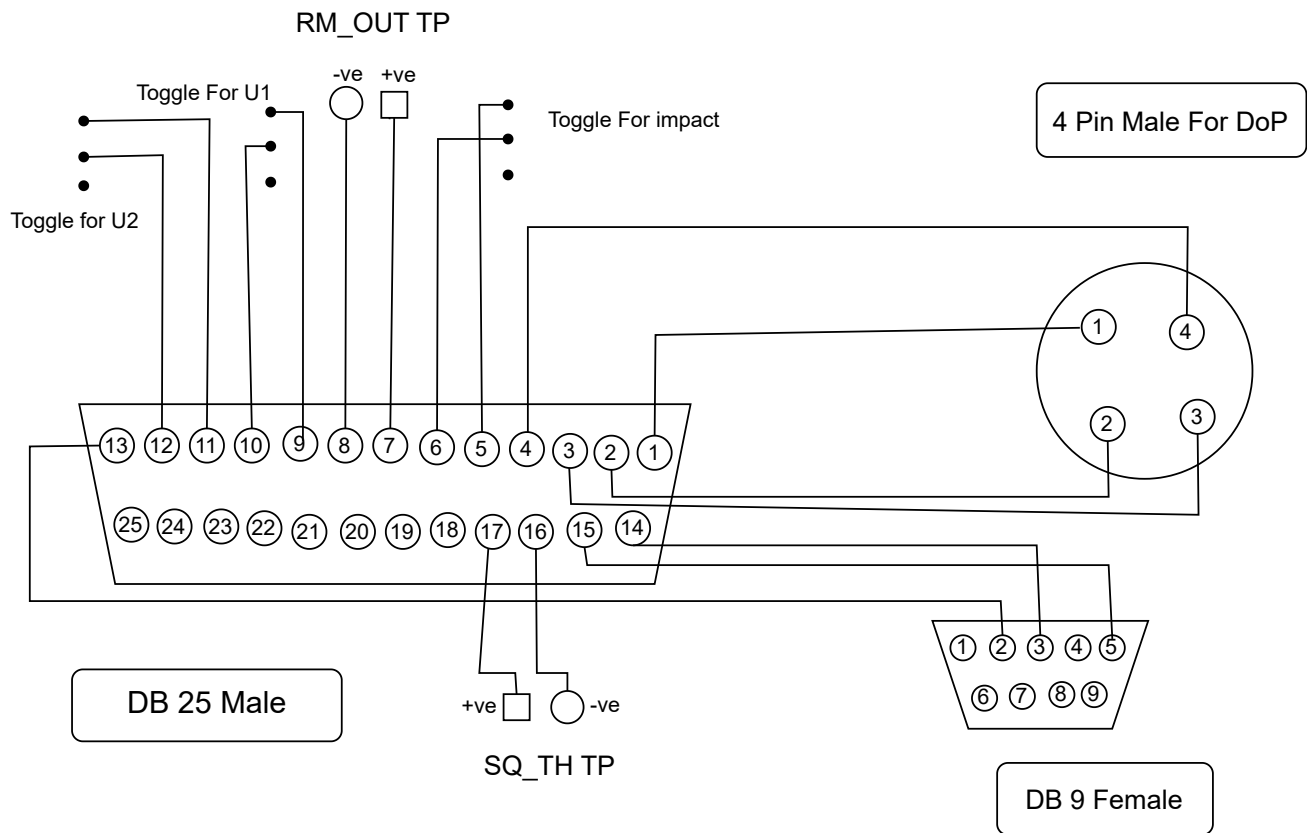 RM_OUT TP
-ve +ve
Toggle For U1
Toggle For impact
4 Pin Male For DoP
Toggle for U2
1 4
2 3
13 12 11 10 9 8 7 6 5 4 3 2 1
25 24 23 22 21 20 19 18 17 16 15 14
1 2 3 4 5
6 7 8 9
DB 25 Male
+ve -ve
SQ_TH TP
DB 9 Female